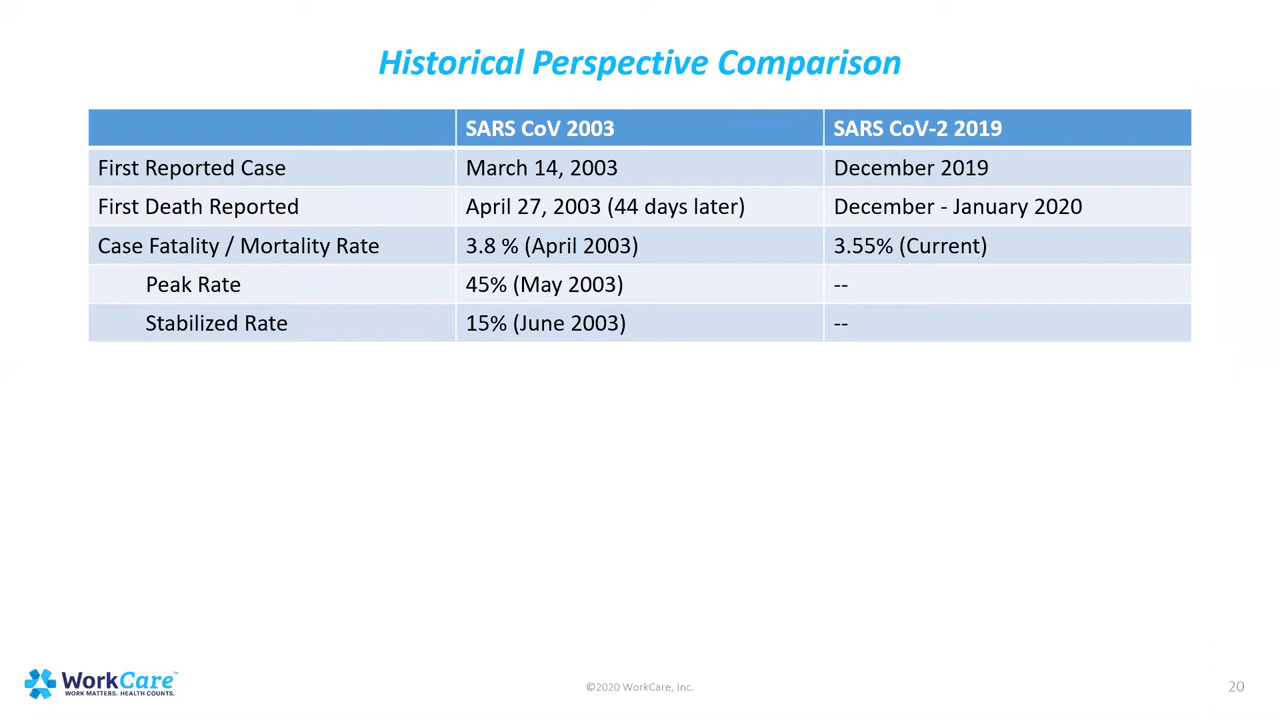 Historical Perspective Comparison
SARS CoV 2003 SARS CoV-2 2019
First Reported Case March 14, 2003 December 2019
First Death Reported April 27, 2003 (44 days later) December - January 2020
Case Fatality / Mortality Rate 3.8 % (April 2003) 3.55% (Current)
Peak Rate 45% (May 2003) --
Stabilized Rate 15% (June 2003) --
WorkCare™
WORK MATTERS. HEALTH COUNTS.
©2020 WorkCare, Inc.
20